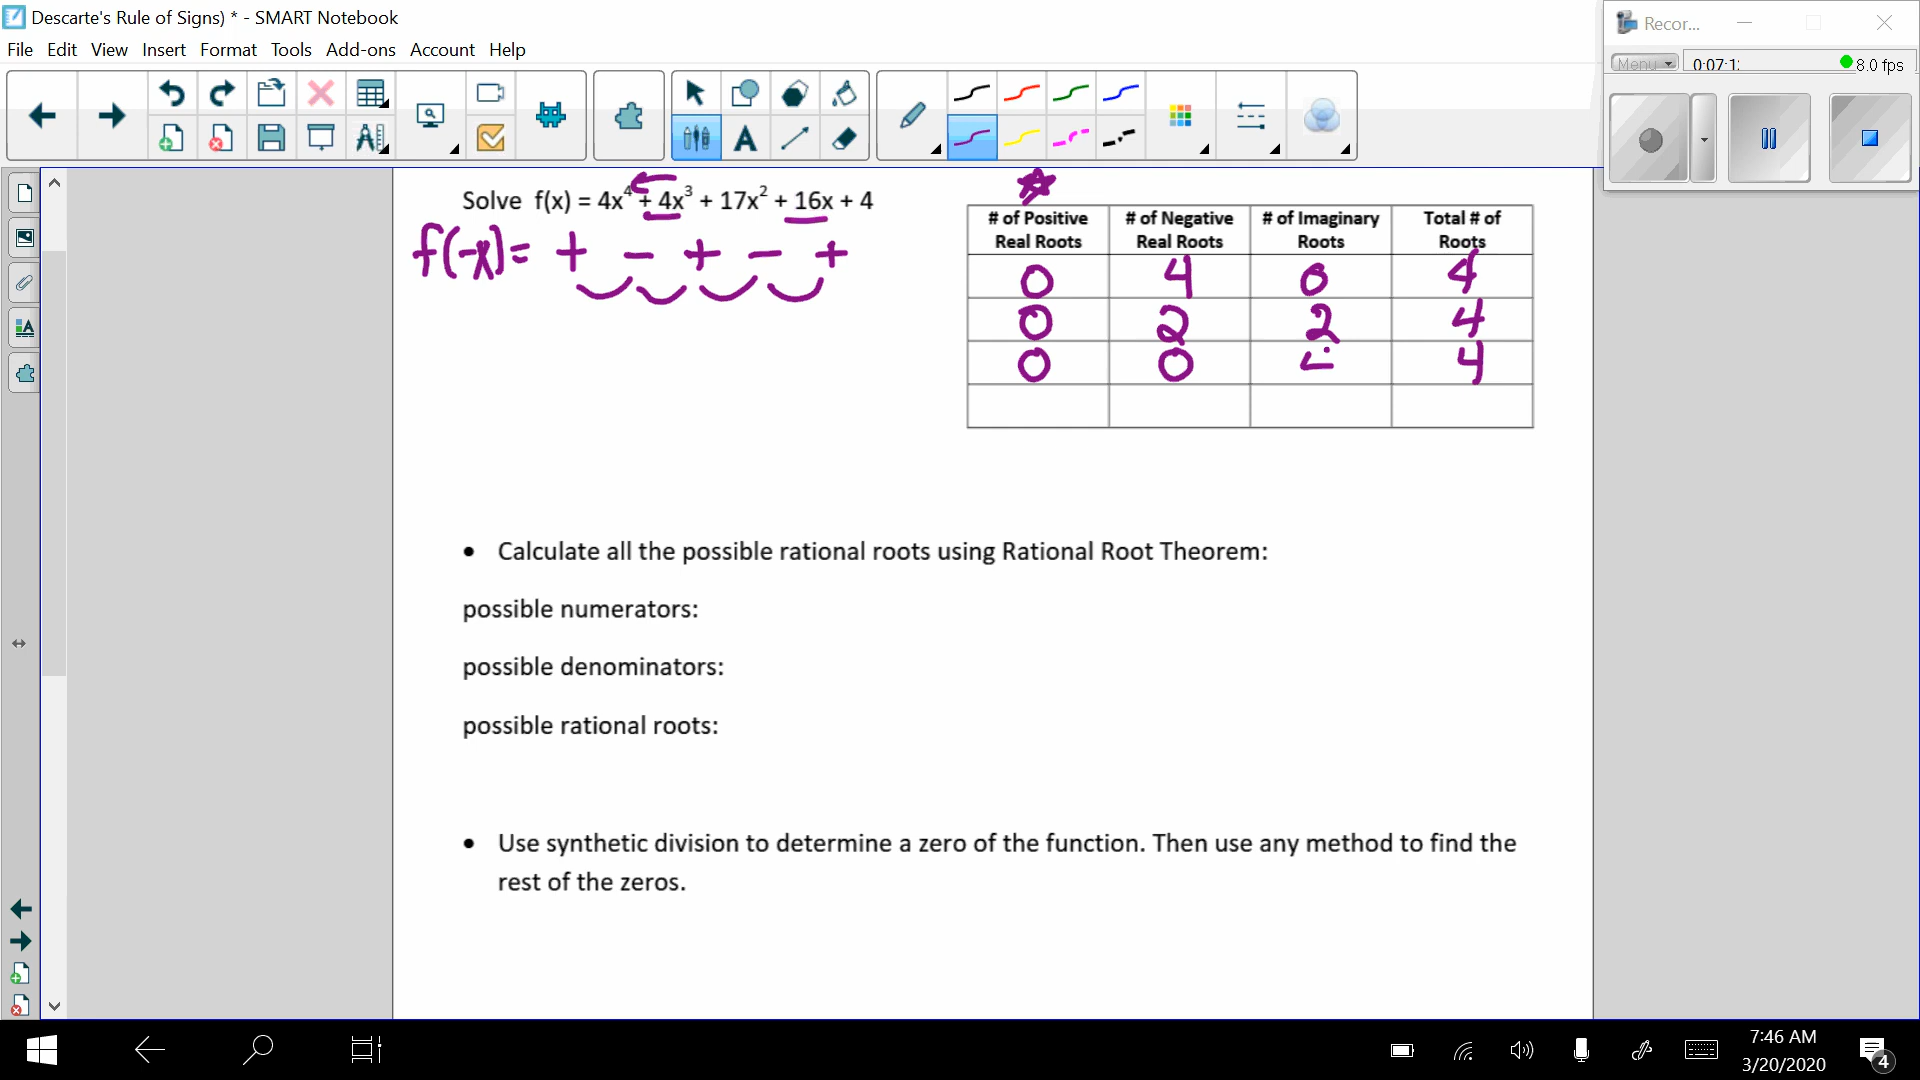 Descarte's Rule of Signs) * - SMART Notebook
File Edit View Insert Format Tools Add-ons Account Help
Recor...
Menu 0:07:1 8.0 fps
Solve f(x) = 4x⁴ + 4x³ + 17x² + 16x + 4
f(-x)= + - + - +
# of Positive Real Roots # of Negative Real Roots # of Imaginary Roots Total # of Roots
0 4 0 4
0 2 2 4
0 0 4
• Calculate all the possible rational roots using Rational Root Theorem:
possible numerators:
possible denominators:
possible rational roots:
• Use synthetic division to determine a zero of the function. Then use any method to find the
rest of the zeros.
7:46 AM
3/20/2020
4